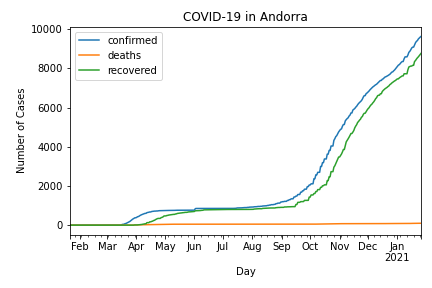 COVID-19 in Andorra
confirmed
deaths
recovered
Number of Cases
10000
8000
6000
4000
2000
0
Feb Mar Apr May Jun Jul Aug Sep Oct Nov Dec Jan
2021
Day